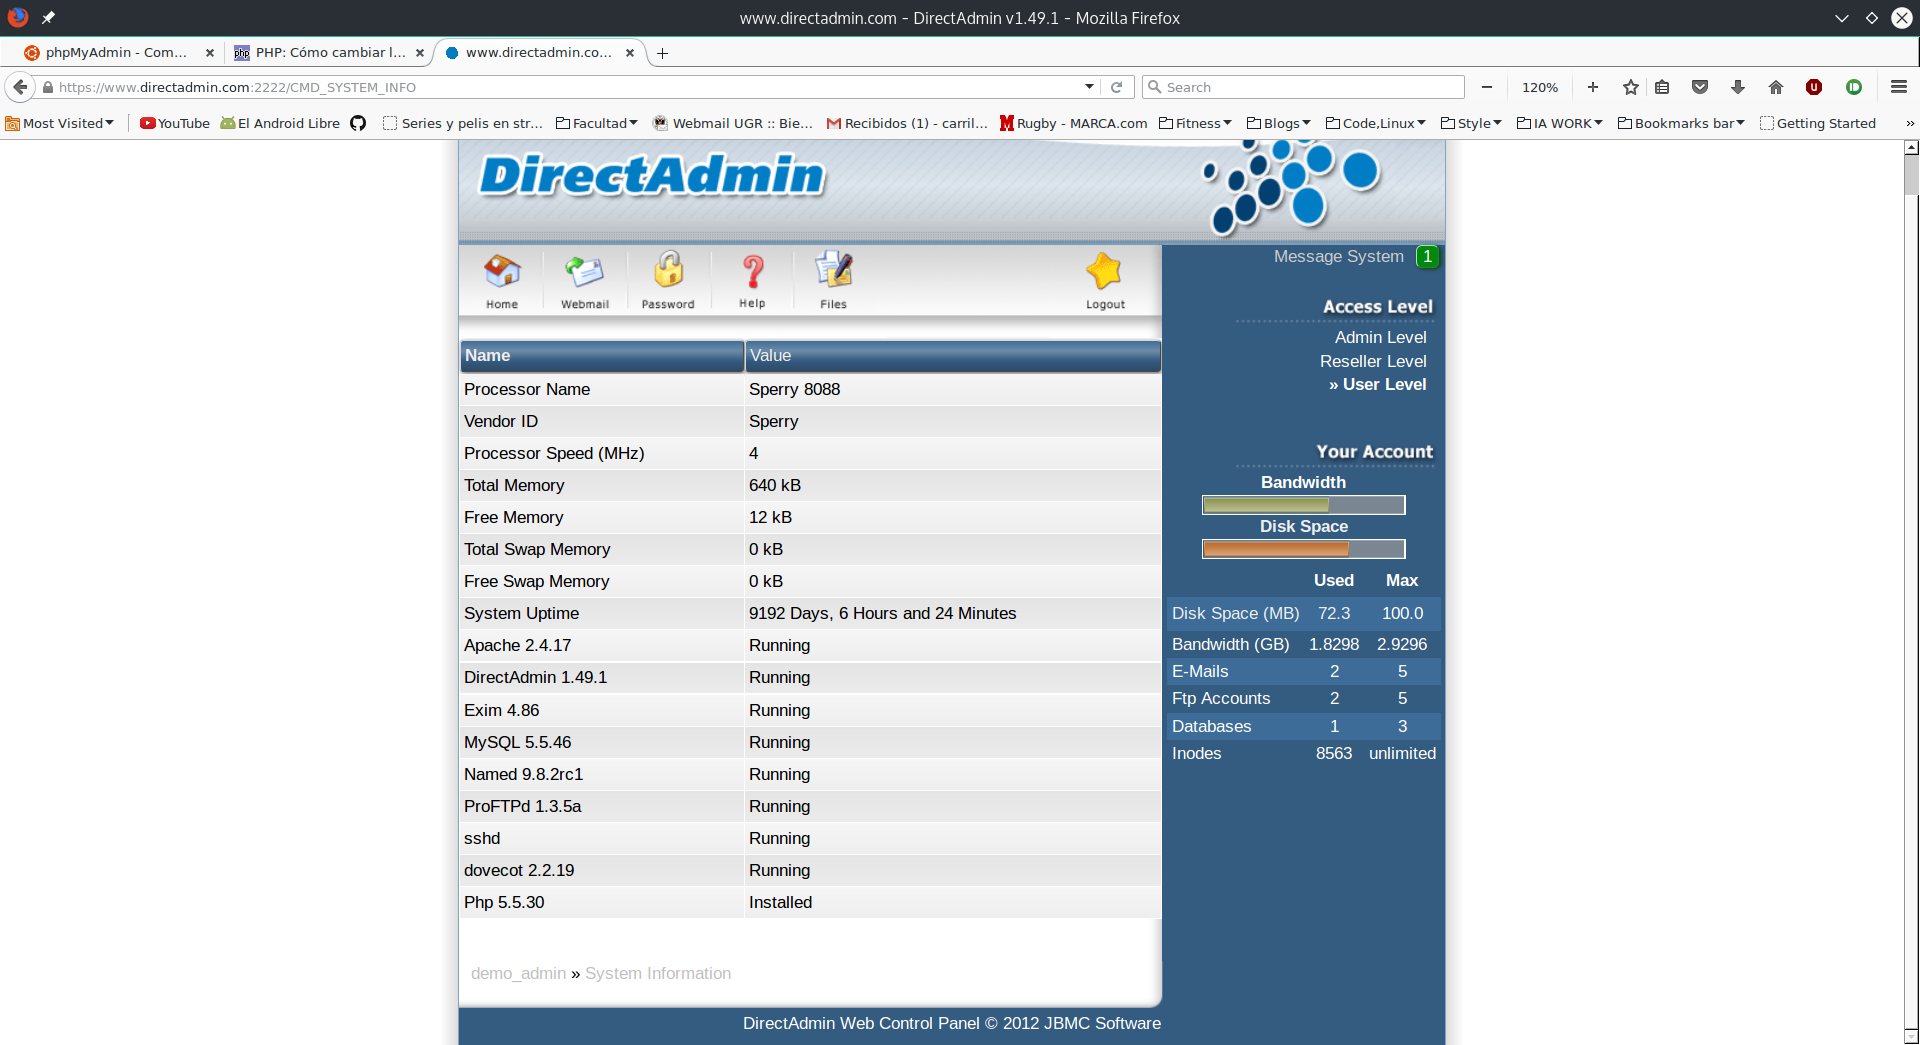 www.directadmin.com - DirectAdmin v1.49.1 - Mozilla Firefox
phpMyAdmin - Com...
PHP: Cómo cambiar l...
www.directadmin.co...
https://www.directadmin.com:2222/CMD_SYSTEM_INFO
Search
120%
Most Visited
YouTube
El Android Libre
Series y pelis en str...
Facultad
Webmail UGR :: Bie...
Recibidos (1) - carril...
Rugby - MARCA.com
Fitness
Blogs
Code,Linux
Style
IA WORK
Bookmarks bar
Getting Started
»
DirectAdmin
Home
Webmail
Password
Help
Files
Logout
Name Value
Processor Name Sperry 8088
Vendor ID Sperry
Processor Speed (MHz) 4
Total Memory 640 kB
Free Memory 12 kB
Total Swap Memory 0 kB
Free Swap Memory 0 kB
System Uptime 9192 Days, 6 Hours and 24 Minutes
Apache 2.4.17 Running
DirectAdmin 1.49.1 Running
Exim 4.86 Running
MySQL 5.5.46 Running
Named 9.8.2rc1 Running
ProFTPd 1.3.5a Running
sshd Running
dovecot 2.2.19 Running
Php 5.5.30 Installed
demo_admin » System Information
Message System 1
Access Level
Admin Level
Reseller Level
» User Level
Your Account
Bandwidth
Disk Space
Used Max
Disk Space (MB) 72.3 100.0
Bandwidth (GB) 1.8298 2.9296
E-Mails 2 5
Ftp Accounts 2 5
Databases 1 3
Inodes 8563 unlimited
DirectAdmin Web Control Panel © 2012 JBMC Software